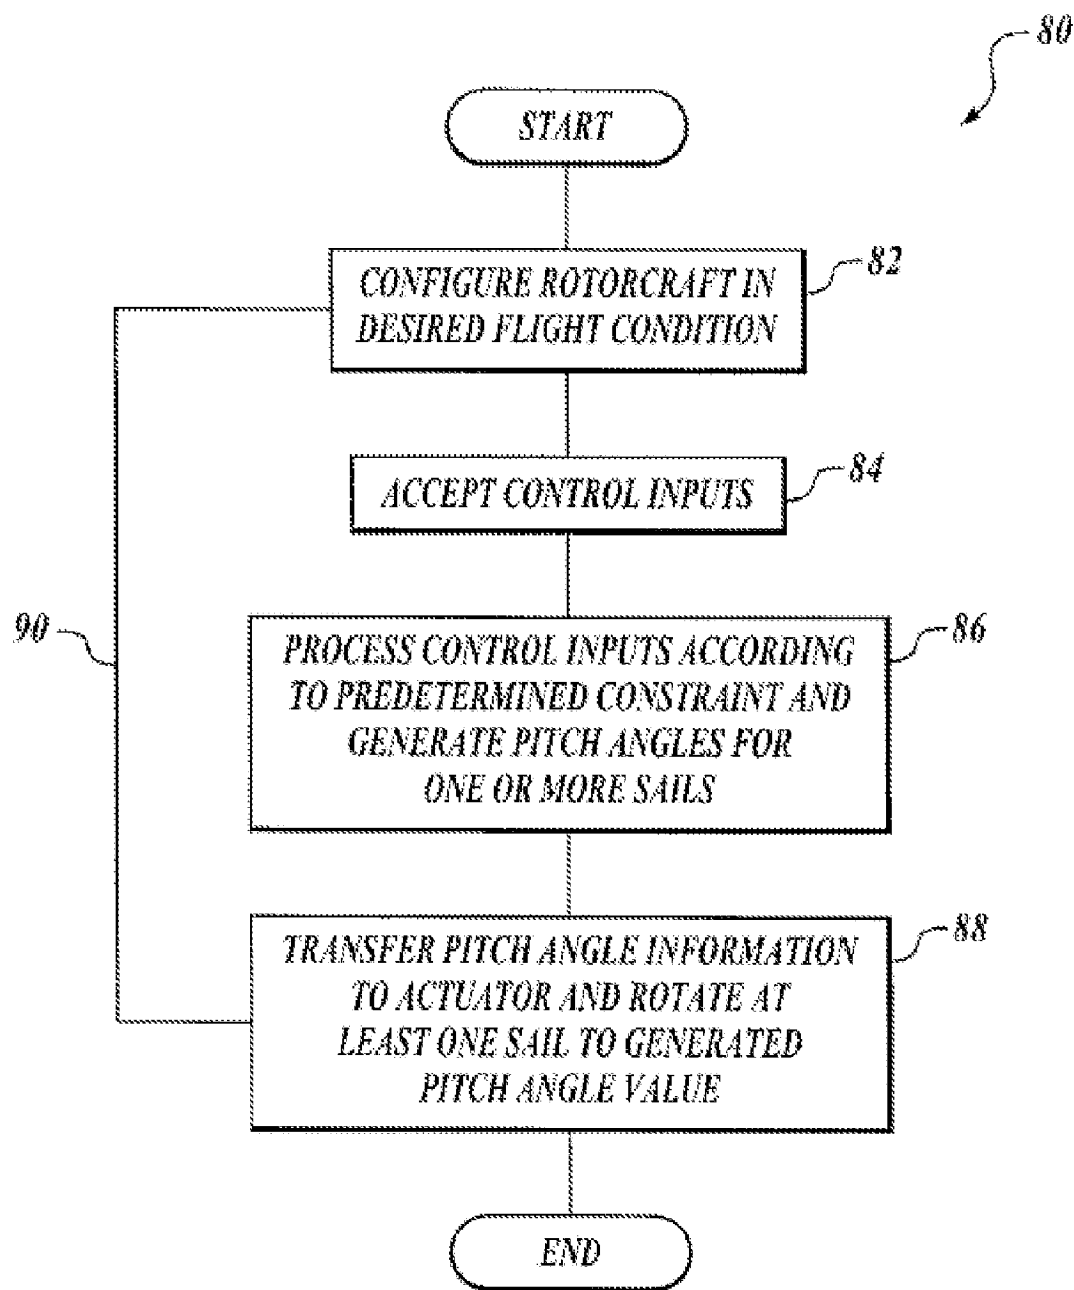 80
START
82
CONFIGURE ROTORCRAFT IN
DESIRED FLIGHT CONDITION
84
ACCEPT CONTROL INPUTS
90
86
PROCESS CONTROL INPUTS ACCORDING
TO PREDETERMINED CONSTRAINT AND
GENERATE PITCH ANGLES FOR
ONE OR MORE SAILS
88
TRANSFER PITCH ANGLE INFORMATION
TO ACTUATOR AND ROTATE AT
LEAST ONE SAIL TO GENERATED
PITCH ANGLE VALUE
END